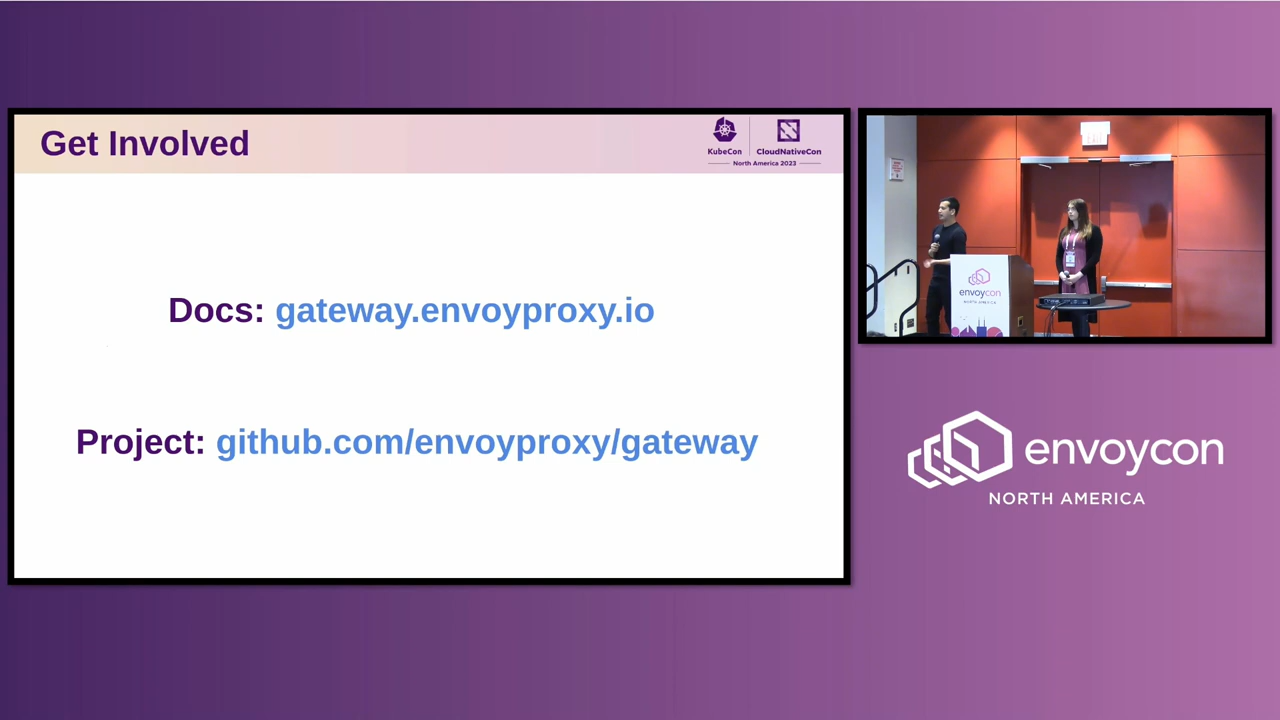 Get Involved
KubeCon
CloudNativeCon
North America 2023
Docs: gateway.envoyproxy.io
Project: github.com/envoyproxy/gateway
envoycon
NORTH AMERICA
envoycon
NORTH AMERICA